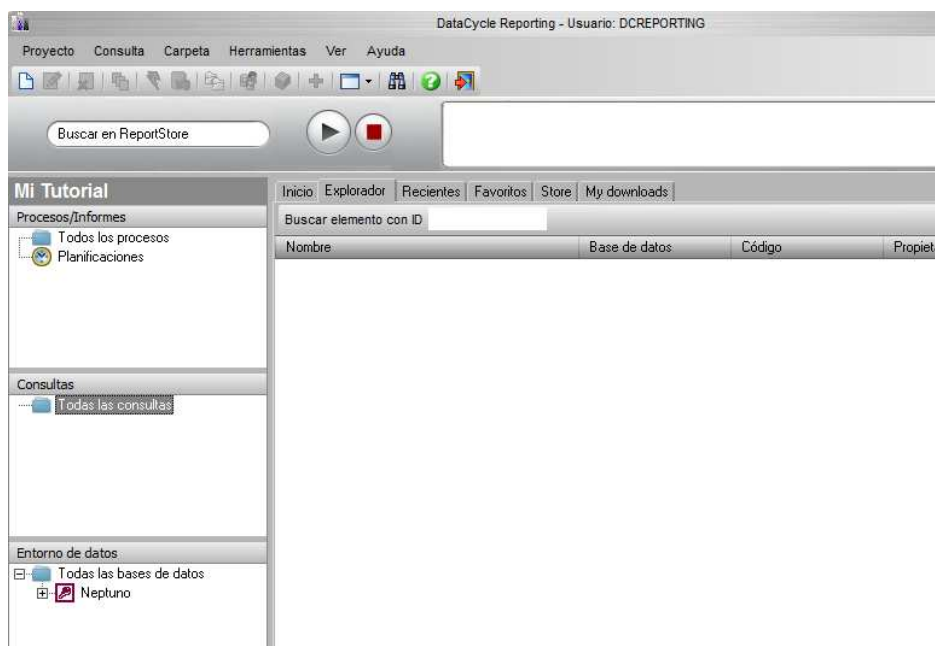 DataCycle Reporting - Usuario: DCREPORTING
Proyecto Consulta Carpeta Herramientas Ver Ayuda
Buscar en ReportStore
Mi Tutorial
Inicio Explorador Recientes Favoritos Store My downloads
Procesos/Informes
Buscar elemento con ID
Todos los procesos
Nombre Base de datos Código Propiet
Planificaciones
Consultas
Todas las consultas
Entorno de datos
Todas las bases de datos
Neptuno